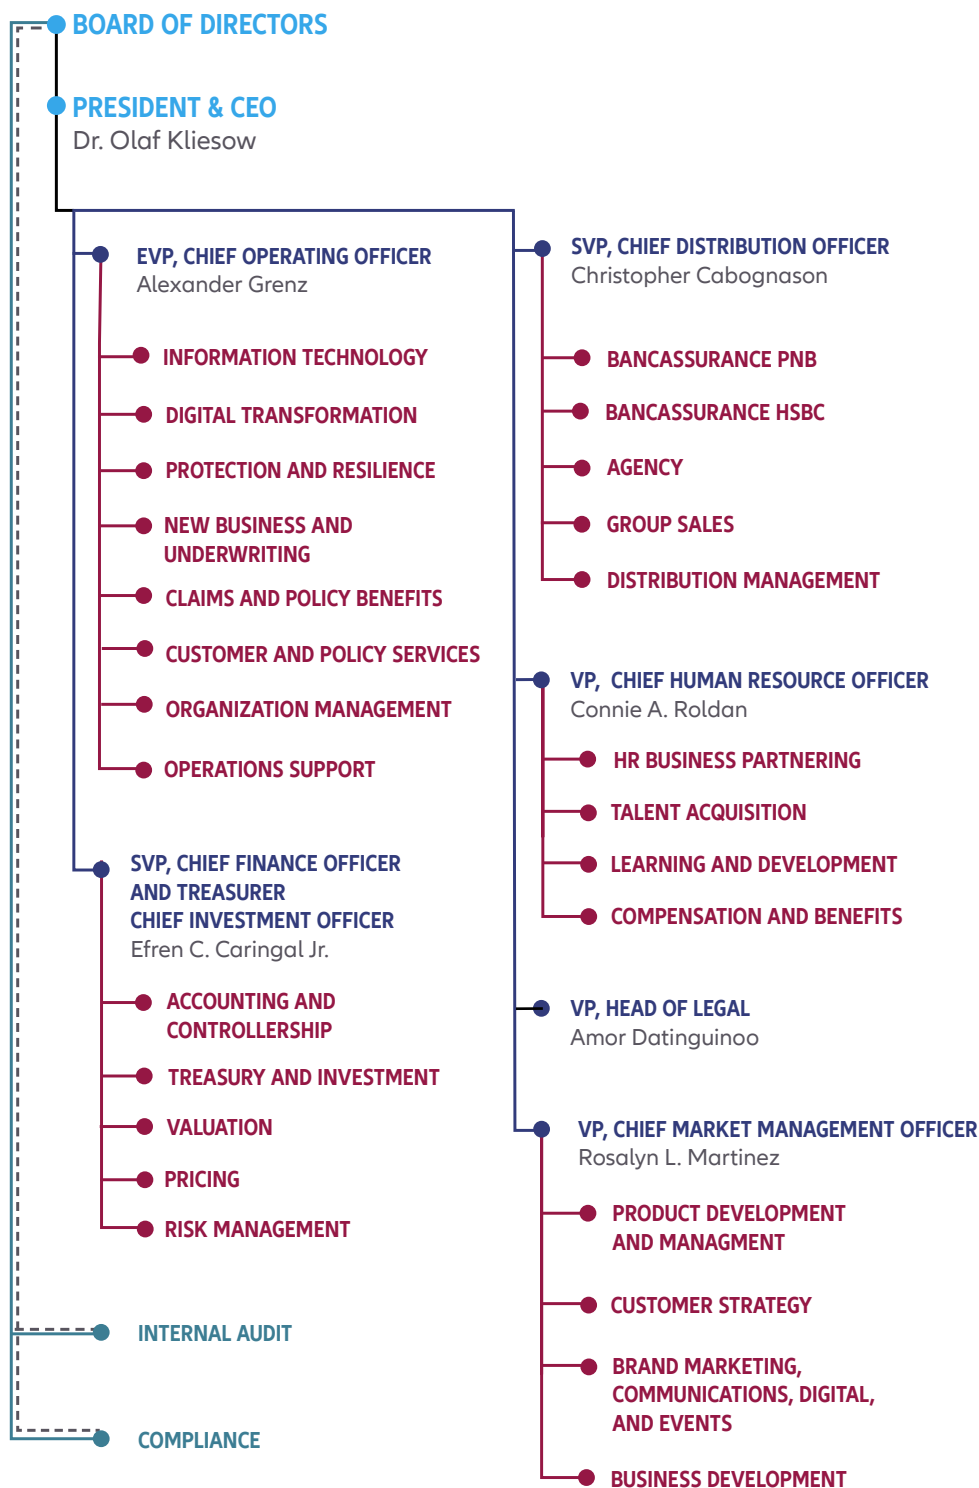 BOARD OF DIRECTORS
PRESIDENT & CEO
Dr. Olaf Kliesow
EVP, CHIEF OPERATING OFFICER
Alexander Grenz
INFORMATION TECHNOLOGY
DIGITAL TRANSFORMATION
PROTECTION AND RESILIENCE
NEW BUSINESS AND
UNDERWRITING
CLAIMS AND POLICY BENEFITS
CUSTOMER AND POLICY SERVICES
ORGANIZATION MANAGEMENT
OPERATIONS SUPPORT
SVP, CHIEF FINANCE OFFICER
AND TREASURER
CHIEF INVESTMENT OFFICER
Efren C. Caringal Jr.
ACCOUNTING AND
CONTROLLERSHIP
TREASURY AND INVESTMENT
VALUATION
PRICING
RISK MANAGEMENT
INTERNAL AUDIT
COMPLIANCE
SVP, CHIEF DISTRIBUTION OFFICER
Christopher Cabognason
BANCASSURANCE PNB
BANCASSURANCE HSBC
AGENCY
GROUP SALES
DISTRIBUTION MANAGEMENT
VP, CHIEF HUMAN RESOURCE OFFICER
Connie A. Roldan
HR BUSINESS PARTNERING
TALENT ACQUISITION
LEARNING AND DEVELOPMENT
COMPENSATION AND BENEFITS
VP, HEAD OF LEGAL
Amor Datinguinoo
VP, CHIEF MARKET MANAGEMENT OFFICER
Rosalyn L. Martinez
PRODUCT DEVELOPMENT
AND MANAGMENT
CUSTOMER STRATEGY
BRAND MARKETING,
COMMUNICATIONS, DIGITAL,
AND EVENTS
BUSINESS DEVELOPMENT